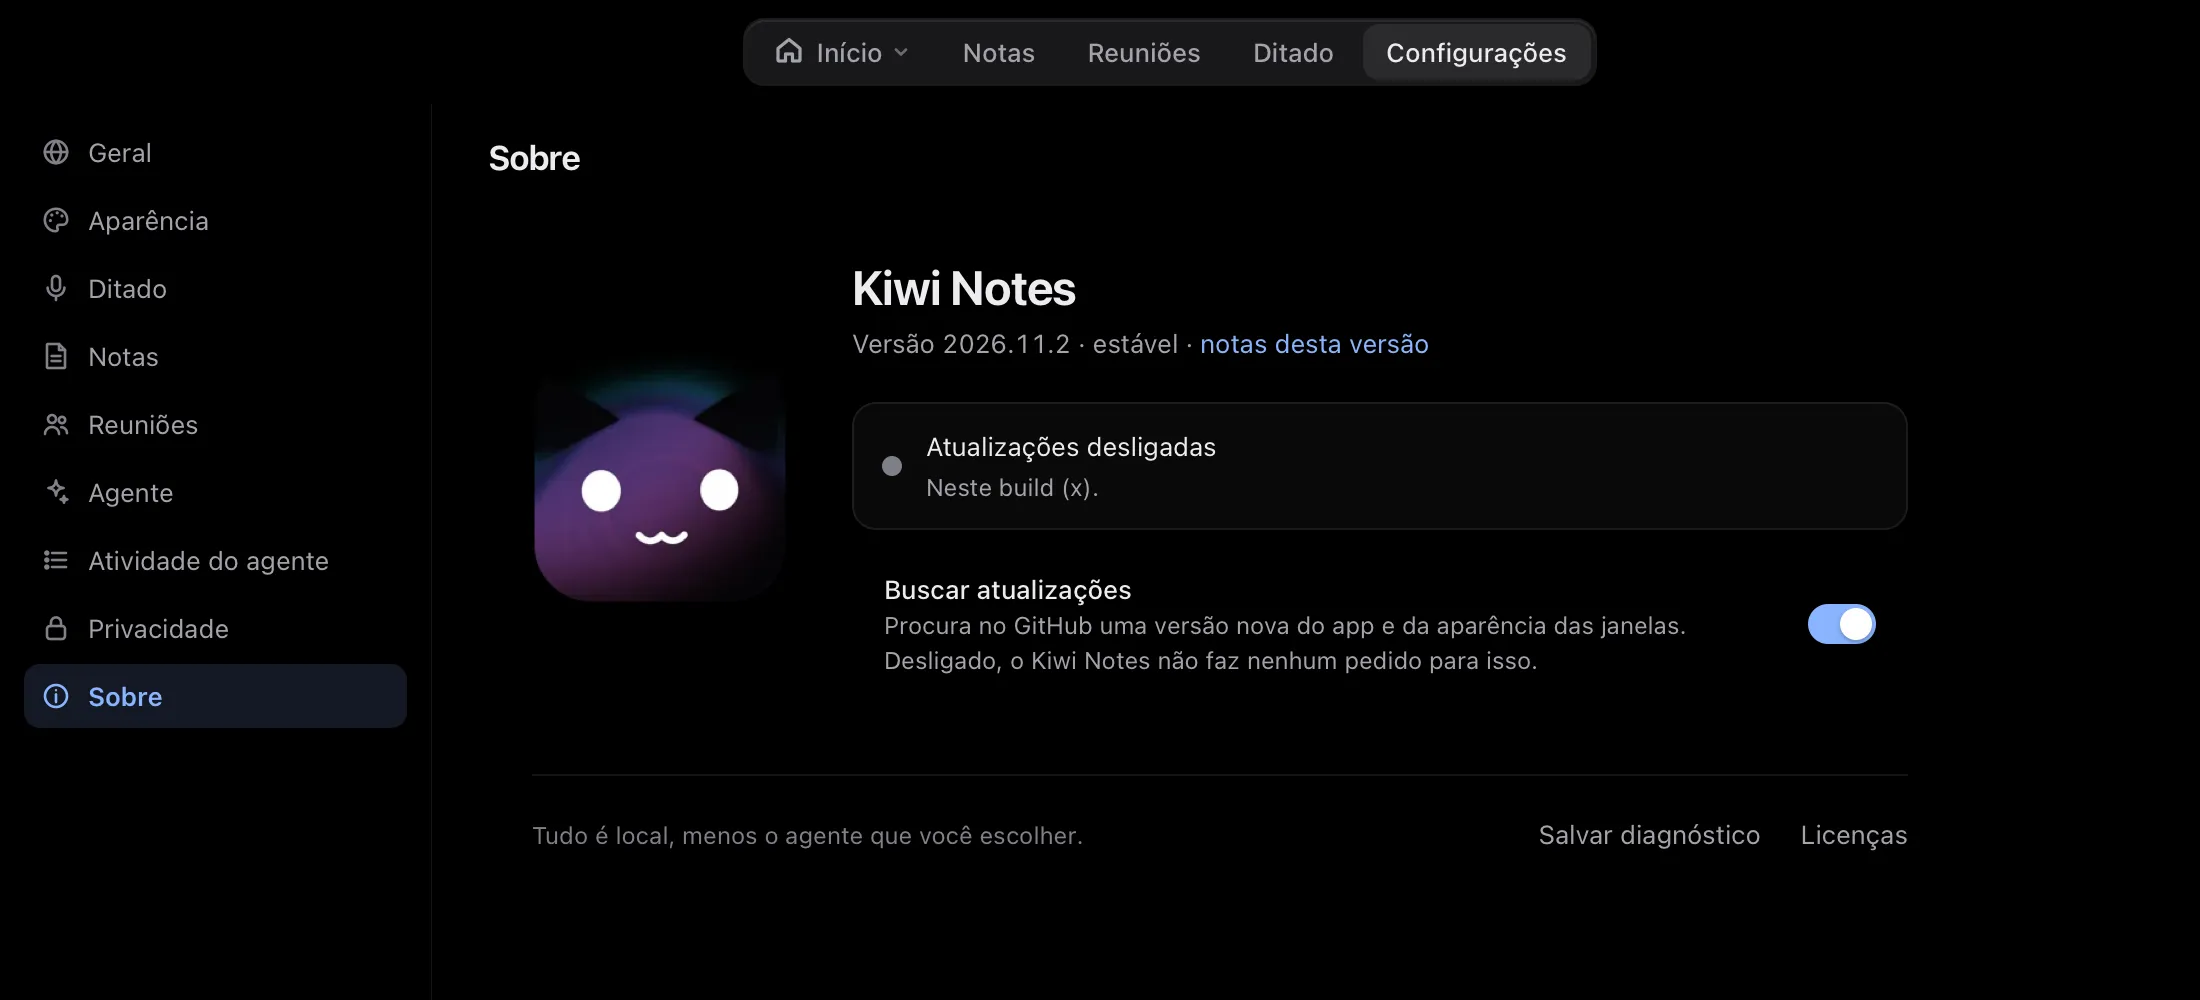 Início
Notas
Reuniões
Ditado
Configurações
Geral
Aparência
Ditado
Notas
Reuniões
Agente
Atividade do agente
Privacidade
Sobre
Sobre
Kiwi Notes
Versão 2026.11.2 · estável · notas desta versão
Atualizações desligadas
Neste build (x).
Buscar atualizações
Procura no GitHub uma versão nova do app e da aparência das janelas.
Desligado, o Kiwi Notes não faz nenhum pedido para isso.
Tudo é local, menos o agente que você escolher.
Salvar diagnóstico
Licenças